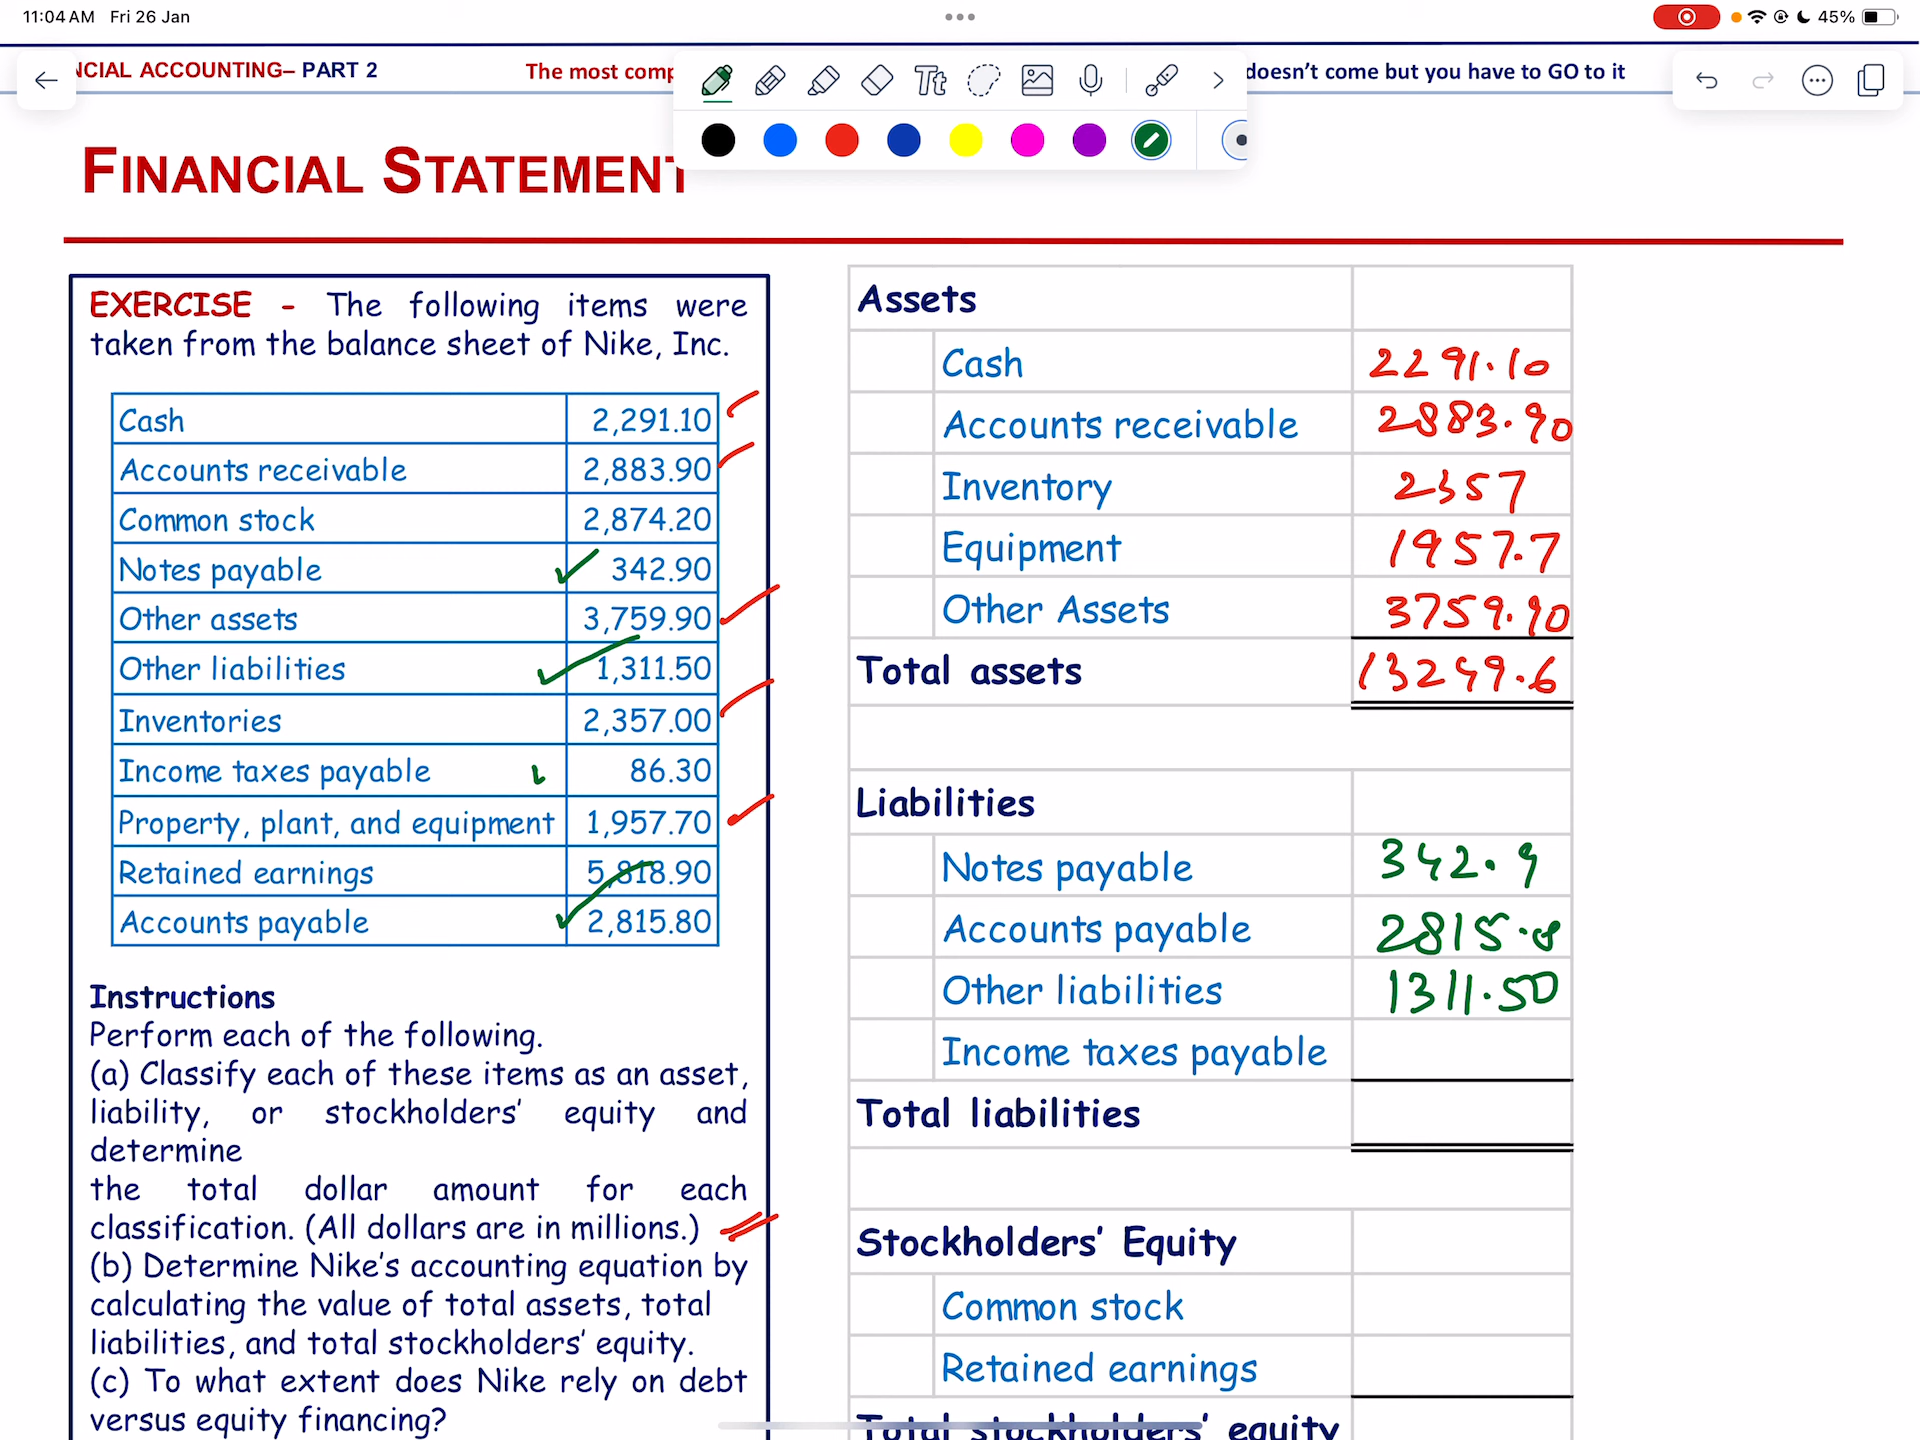 11:04 AM Fri 26 Jan
45%
NCIAL ACCOUNTING– PART 2
The most comp
doesn't come but you have to GO to it
Tt
FINANCIAL STATEMENT
EXERCISE - The following items were
taken from the balance sheet of Nike, Inc.
Cash 2,291.10
Accounts receivable 2,883.90
Common stock 2,874.20
Notes payable 342.90
Other assets 3,759.90
Other liabilities 1,311.50
Inventories 2,357.00
Income taxes payable 86.30
Property, plant, and equipment 1,957.70
Retained earnings 5,818.90
Accounts payable 2,815.80
Instructions
Perform each of the following.
(a) Classify each of these items as an asset,
liability, or stockholders' equity and
determine
the total dollar amount for each
classification. (All dollars are in millions.)
(b) Determine Nike's accounting equation by
calculating the value of total assets, total
liabilities, and total stockholders' equity.
(c) To what extent does Nike rely on debt
versus equity financing?
Assets
Cash 2291.10
Accounts receivable 2883.90
Inventory 2357
Equipment 1957.7
Other Assets 3759.90
Total assets 13249.6
Liabilities
Notes payable 342.9
Accounts payable 2815.8
Other liabilities 1311.50
Income taxes payable
Total liabilities
Stockholders' Equity
Common stock
Retained earnings
Total stockholders' equity